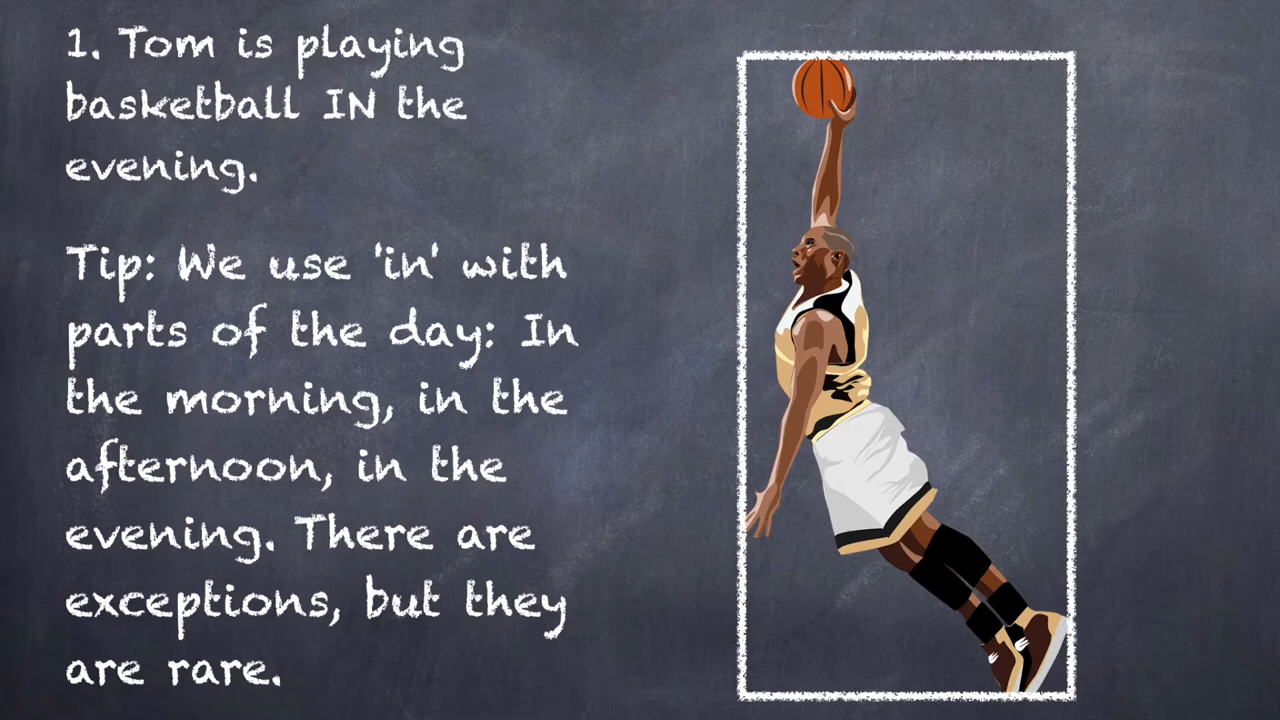 1. Tom is playing
basketball IN the
evening.
Tip: We use 'in' with
parts of the day: In
the morning, in the
afternoon, in the
evening. There are
exceptions, but they
are rare.